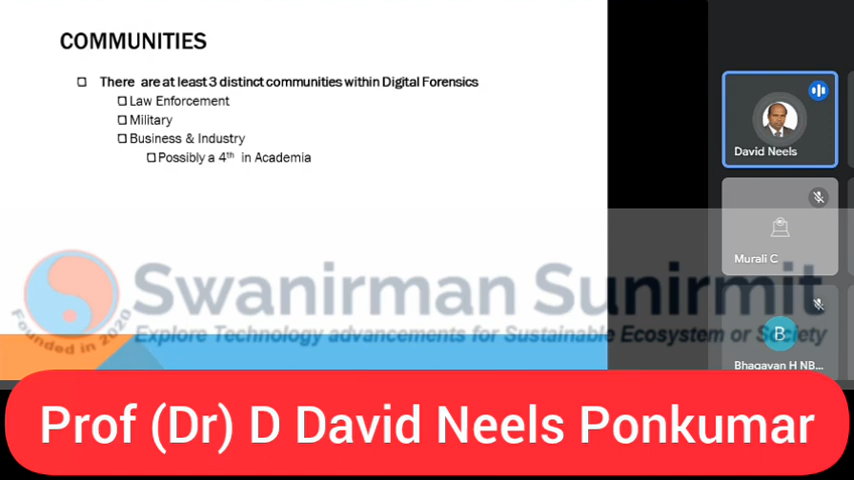 COMMUNITIES
There are at least 3 distinct communities within Digital Forensics
Law Enforcement
Military
Business & Industry
Possibly a 4th in Academia
David Neels
Murali C
B
Bhagavan H NB...
Swanirman Sunirmit
Explore Technology advancements for Sustainable Ecosystem or Society
Founded in 2020
Prof (Dr) D David Neels Ponkumar